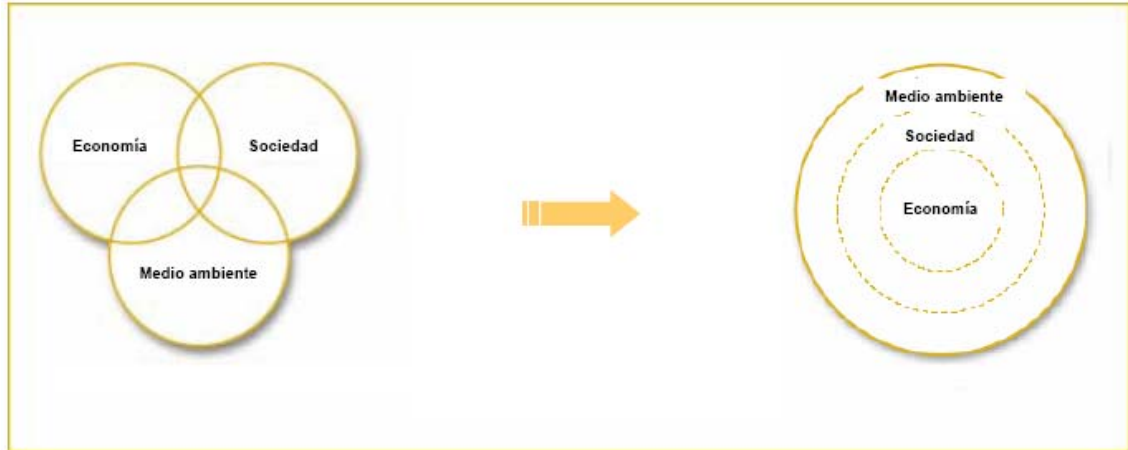 Economía
Sociedad
Medio ambiente
Medio ambiente
Sociedad
Economía